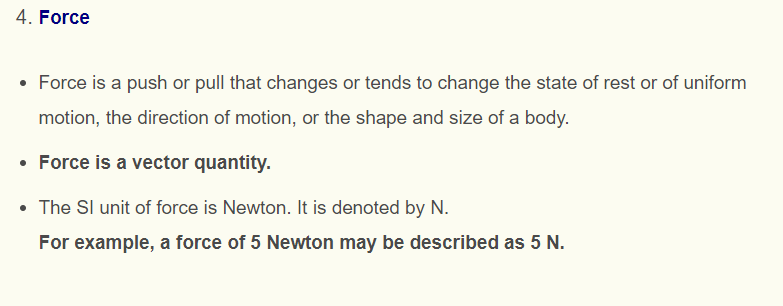 4. Force
• Force is a push or pull that changes or tends to change the state of rest or of uniform
motion, the direction of motion, or the shape and size of a body.
• Force is a vector quantity.
• The SI unit of force is Newton. It is denoted by N.
For example, a force of 5 Newton may be described as 5 N.